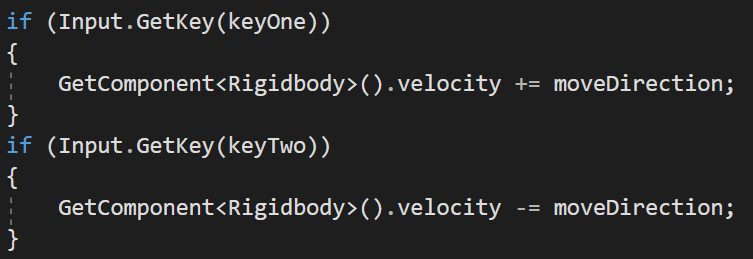 if (Input.GetKey(keyOne))
{
    GetComponent<Rigidbody>().velocity += moveDirection;
}
if (Input.GetKey(keyTwo))
{
    GetComponent<Rigidbody>().velocity -= moveDirection;
}